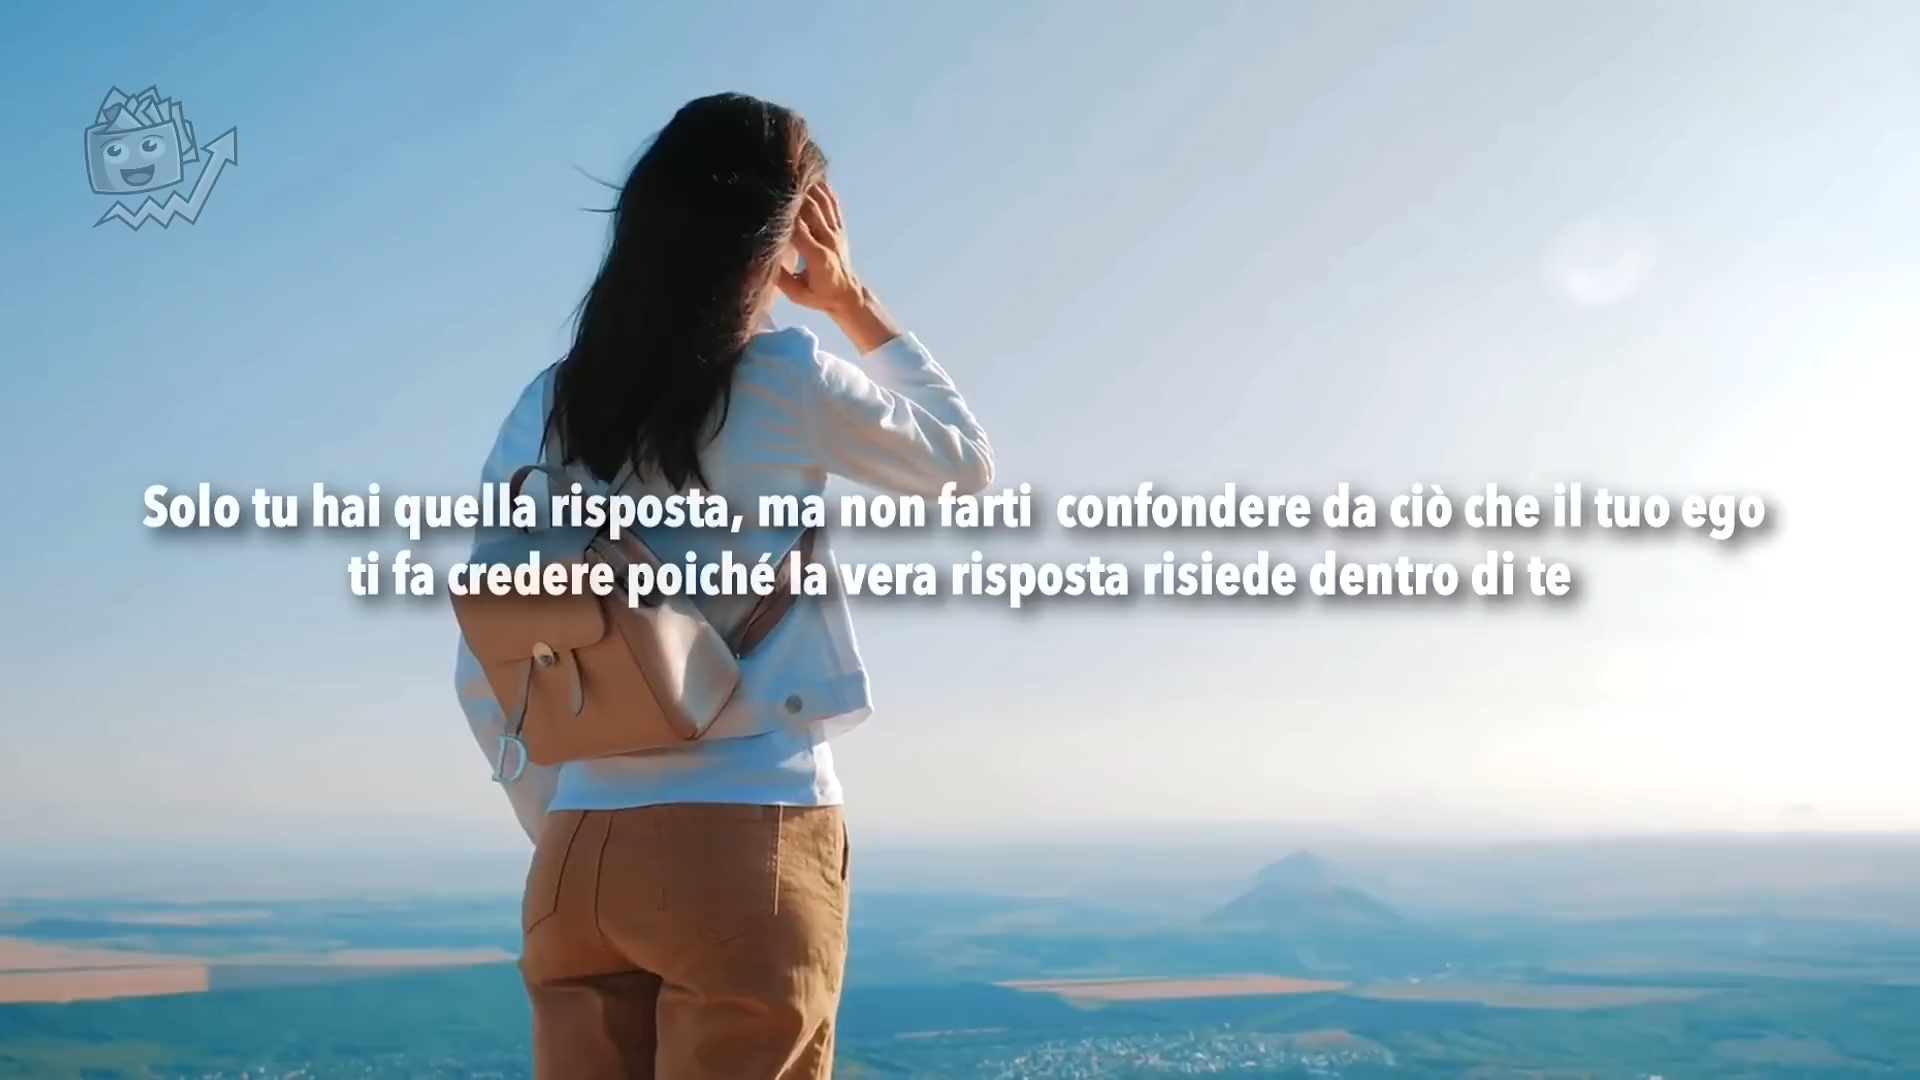 Solo tu hai quella risposta, ma non farti  confondere da ciò che il tuo ego
ti fa credere poiché la vera risposta risiede dentro di te
D